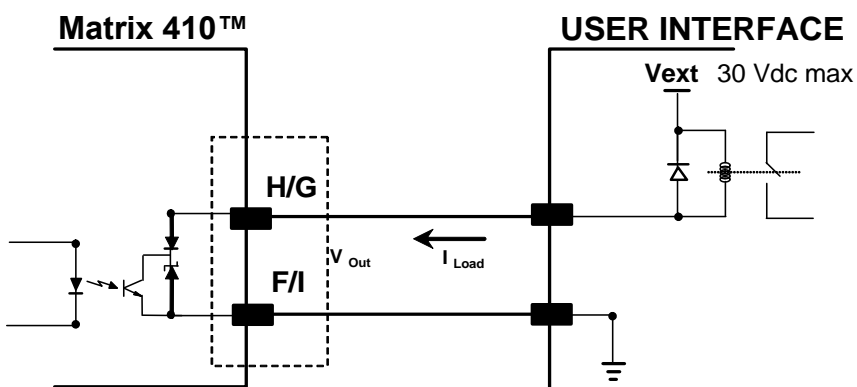 Matrix 410™
USER INTERFACE
Vext 30 Vdc max
H/G
V Out
I Load
F/I